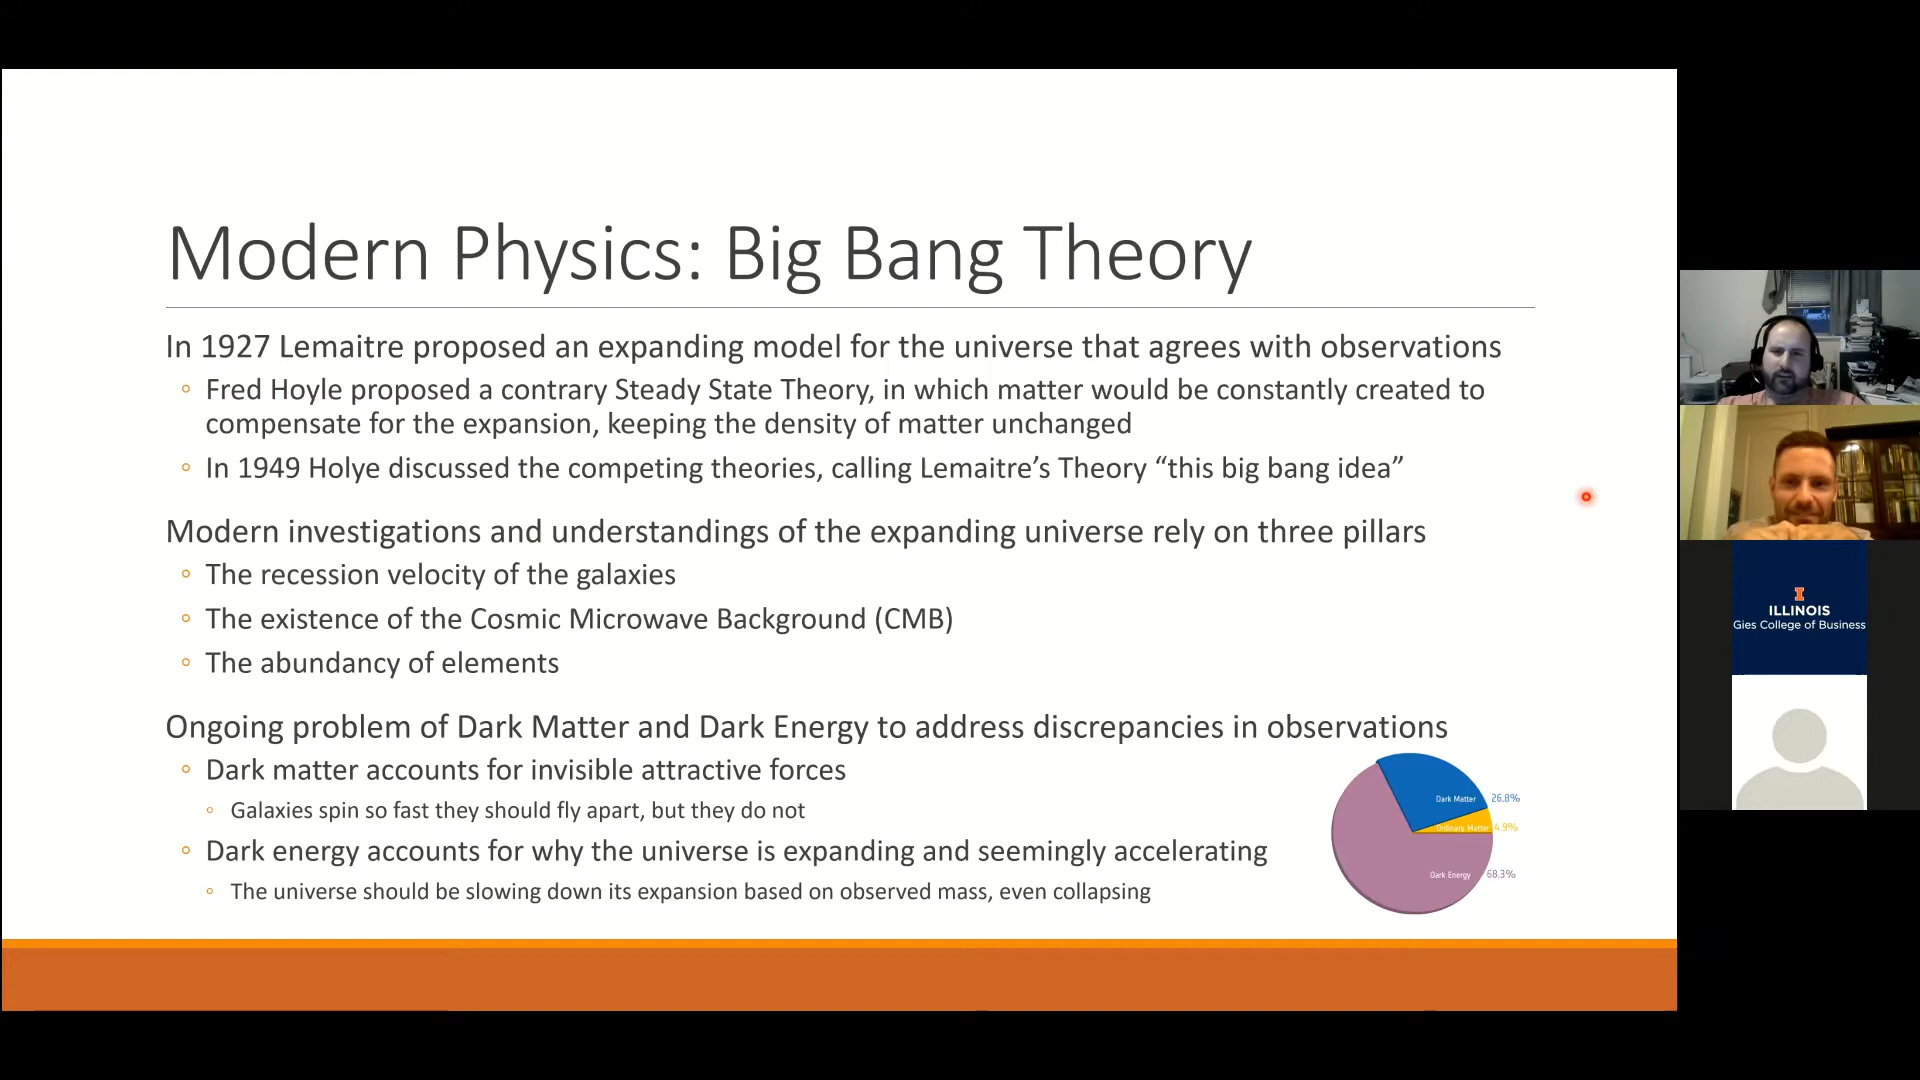 Modern Physics: Big Bang Theory
In 1927 Lemaitre proposed an expanding model for the universe that agrees with observations
◦ Fred Hoyle proposed a contrary Steady State Theory, in which matter would be constantly created to
compensate for the expansion, keeping the density of matter unchanged
◦ In 1949 Holye discussed the competing theories, calling Lemaitre’s Theory “this big bang idea”
Modern investigations and understandings of the expanding universe rely on three pillars
◦ The recession velocity of the galaxies
◦ The existence of the Cosmic Microwave Background (CMB)
◦ The abundancy of elements
Ongoing problem of Dark Matter and Dark Energy to address discrepancies in observations
◦ Dark matter accounts for invisible attractive forces
◦ Galaxies spin so fast they should fly apart, but they do not
◦ Dark energy accounts for why the universe is expanding and seemingly accelerating
◦ The universe should be slowing down its expansion based on observed mass, even collapsing
Dark Matter 26.8%
Ordinary Matter 4.9%
Dark Energy 68.3%
I
ILLINOIS
Gies College of Business